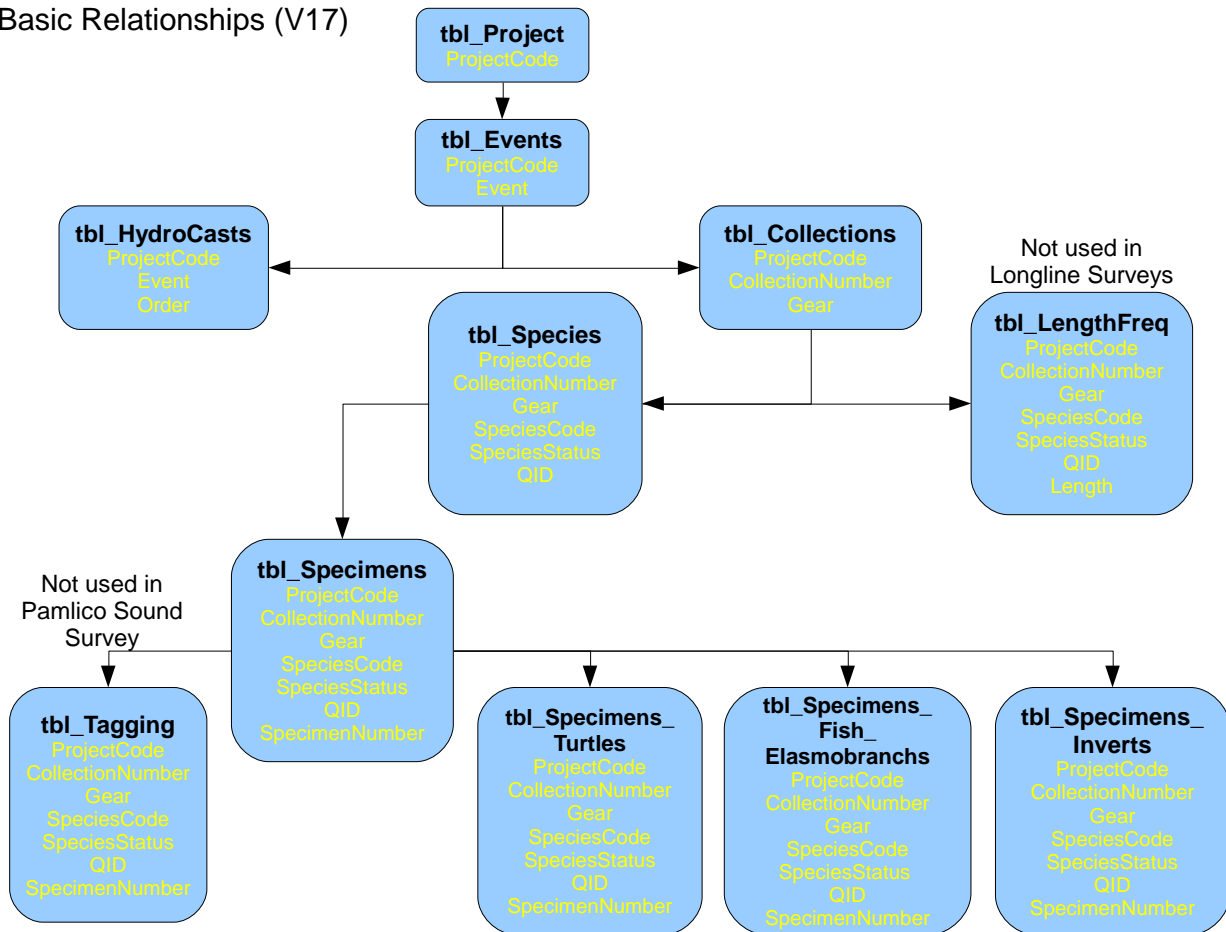 Basic Relationships (V17)
tbl_Project
ProjectCode
tbl_Events
ProjectCode
Event
tbl_HydroCasts
ProjectCode
Event
Order
tbl_Collections
ProjectCode
CollectionNumber
Gear
Not used in
Longline Surveys
tbl_LengthFreq
ProjectCode
CollectionNumber
Gear
SpeciesCode
SpeciesStatus
QID
Length
tbl_Species
ProjectCode
CollectionNumber
Gear
SpeciesCode
SpeciesStatus
QID
tbl_Specimens
ProjectCode
CollectionNumber
Gear
SpeciesCode
SpeciesStatus
QID
SpecimenNumber
Not used in
Pamlico Sound
Survey
tbl_Tagging
ProjectCode
CollectionNumber
Gear
SpeciesCode
SpeciesStatus
QID
SpecimenNumber
tbl_Specimens_
Turtles
ProjectCode
CollectionNumber
Gear
SpeciesCode
SpeciesStatus
QID
SpecimenNumber
tbl_Specimens_
Fish_
Elasmobranchs
ProjectCode
CollectionNumber
Gear
SpeciesCode
SpeciesStatus
QID
SpecimenNumber
tbl_Specimens_
Inverts
ProjectCode
CollectionNumber
Gear
SpeciesCode
SpeciesStatus
QID
SpecimenNumber